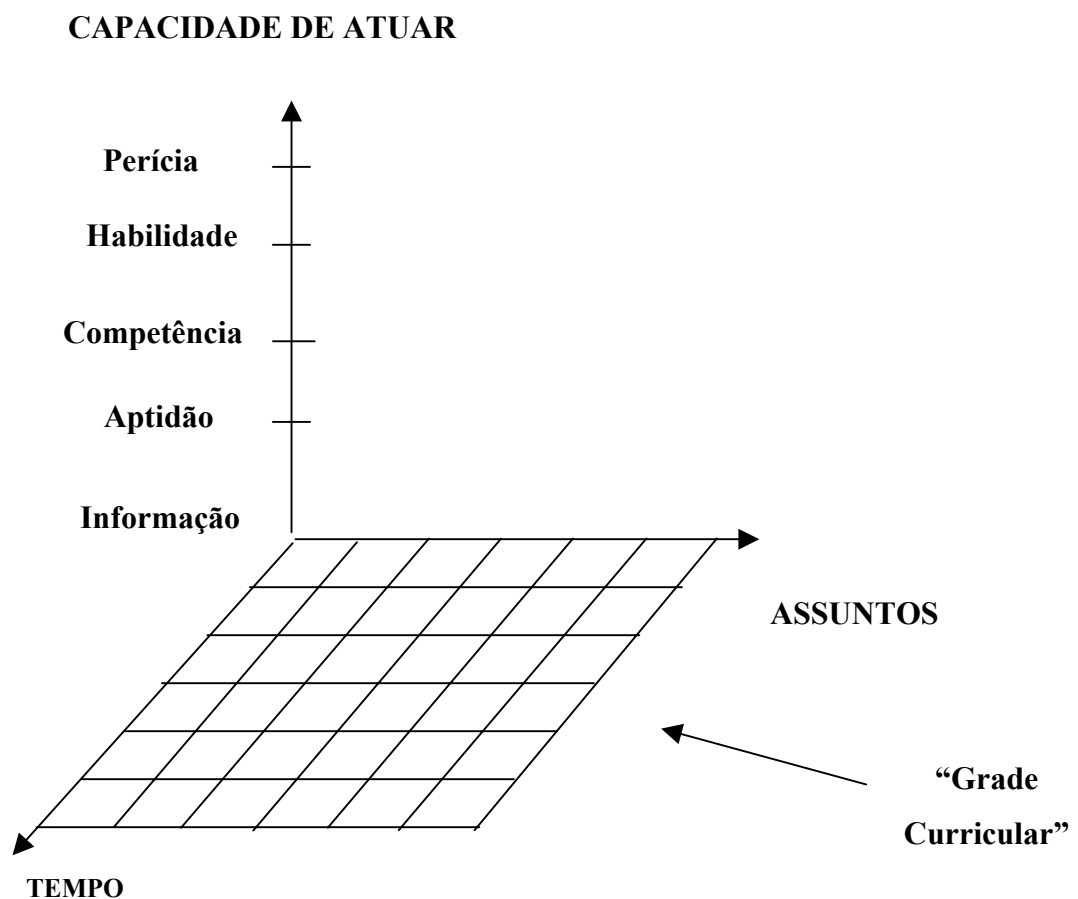 CAPACIDADE DE ATUAR
Perícia
Habilidade
Competência
Aptidão
Informação
ASSUNTOS
“Grade
Curricular”
TEMPO